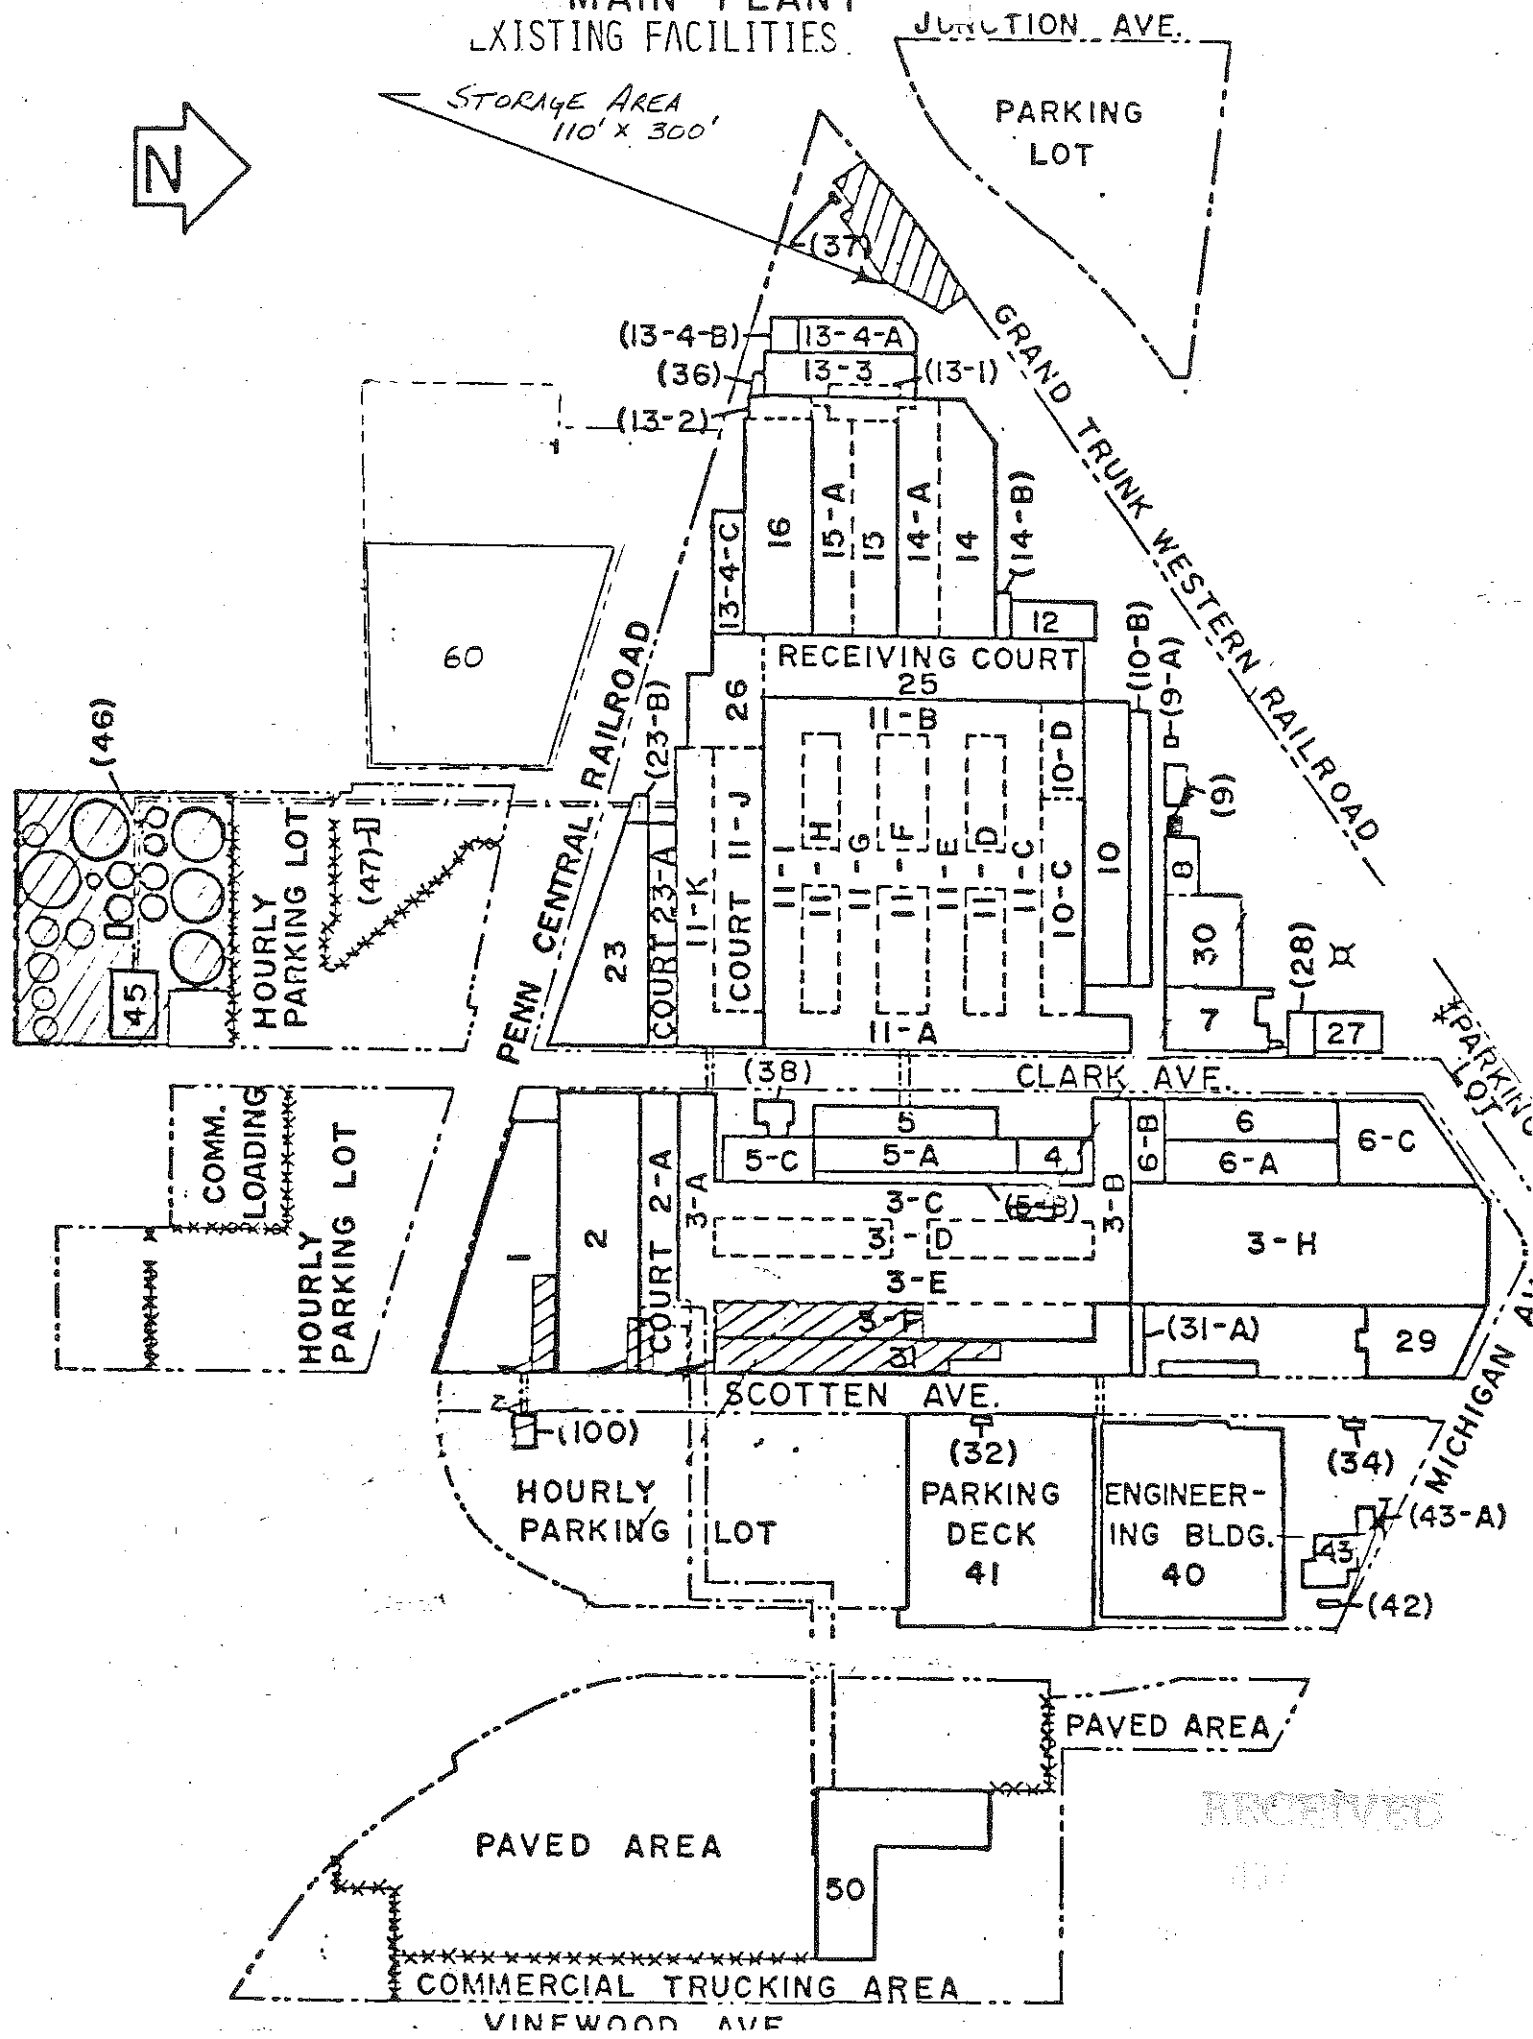 MAIN PLANT
EXISTING FACILITIES
JUNCTION AVE.
STORAGE AREA
110' x 300'
PARKING
LOT
N
(37)
GRAND TRUNK WESTERN RAILROAD
(13-4-B)
13-4-A
(36)
13-3
(13-1)
(13-2)
16
15-A
15
14-A
14
(14-B)
13-4-C
12
60
RECEIVING COURT
25
26
(10-B)
(9-A)
(9)
(46)
PENN CENTRAL RAILROAD
(23-B)
11-B
10-D
11-K
COURT 11-J
11-I
11-H
11-G
11-F
11-E
11-D
11-C
10-C
10
8
30
7
(28)
27
23
COURT 23-A
11-A
45
HOURLY
PARKING LOT
(47)
PARKING
LOT
CLARK AVE.
(38)
COMM.
LOADING
HOURLY
PARKING LOT
1
2
COURT 2-A
3-A
5
5-C
5-A
4
(5-B)
3-B
6-B
6
6-A
6-C
3-C
3-D
3-E
3-F
31
3-H
(31-A)
29
SCOTTEN AVE.
MICHIGAN
(100)
(32)
(34)
HOURLY
PARKING LOT
PARKING
DECK
41
ENGINEER-
ING BLDG.
40
43
(43-A)
(42)
PAVED AREA
PAVED AREA
RECEIVED
50
COMMERCIAL TRUCKING AREA
VINEWOOD AVE